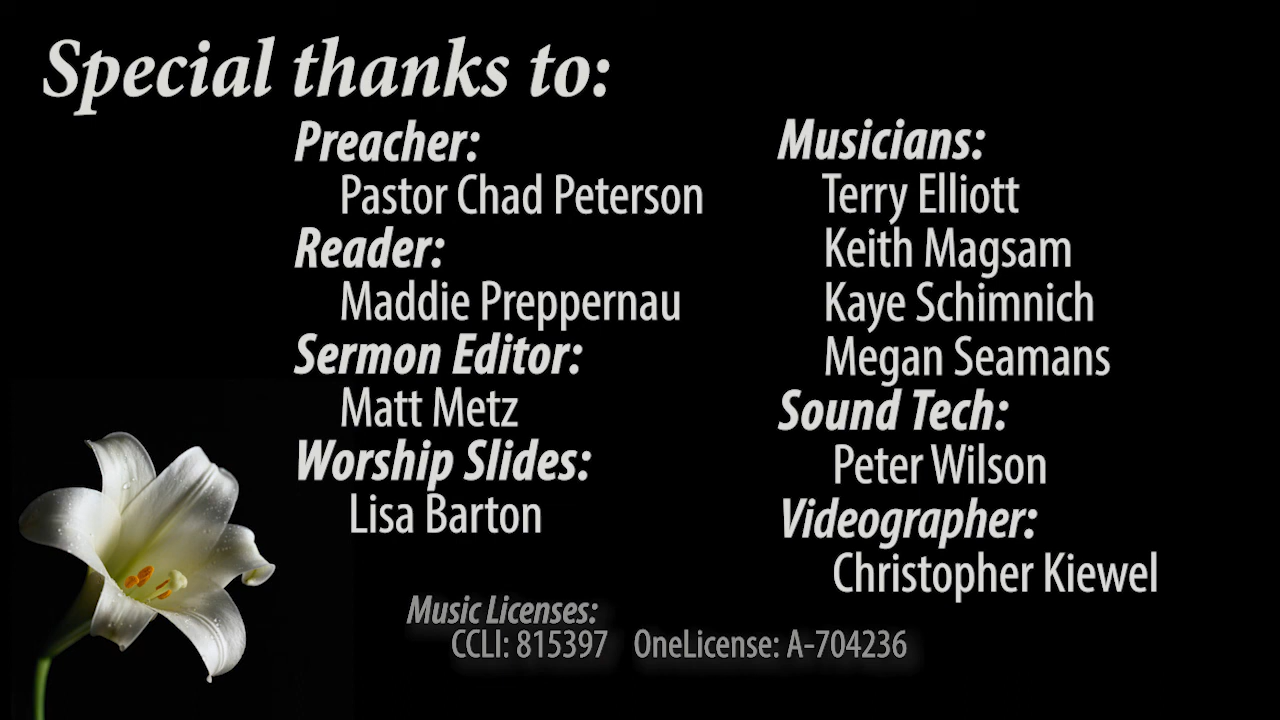 Special thanks to:
Preacher:
Pastor Chad Peterson
Reader:
Maddie Preppernau
Sermon Editor:
Matt Metz
Worship Slides:
Lisa Barton
Musicians:
Terry Elliott
Keith Magsam
Kaye Schimnich
Megan Seamans
Sound Tech:
Peter Wilson
Videographer:
Christopher Kiewel
Music Licenses:
CCLI: 815397 OneLicense: A-704236